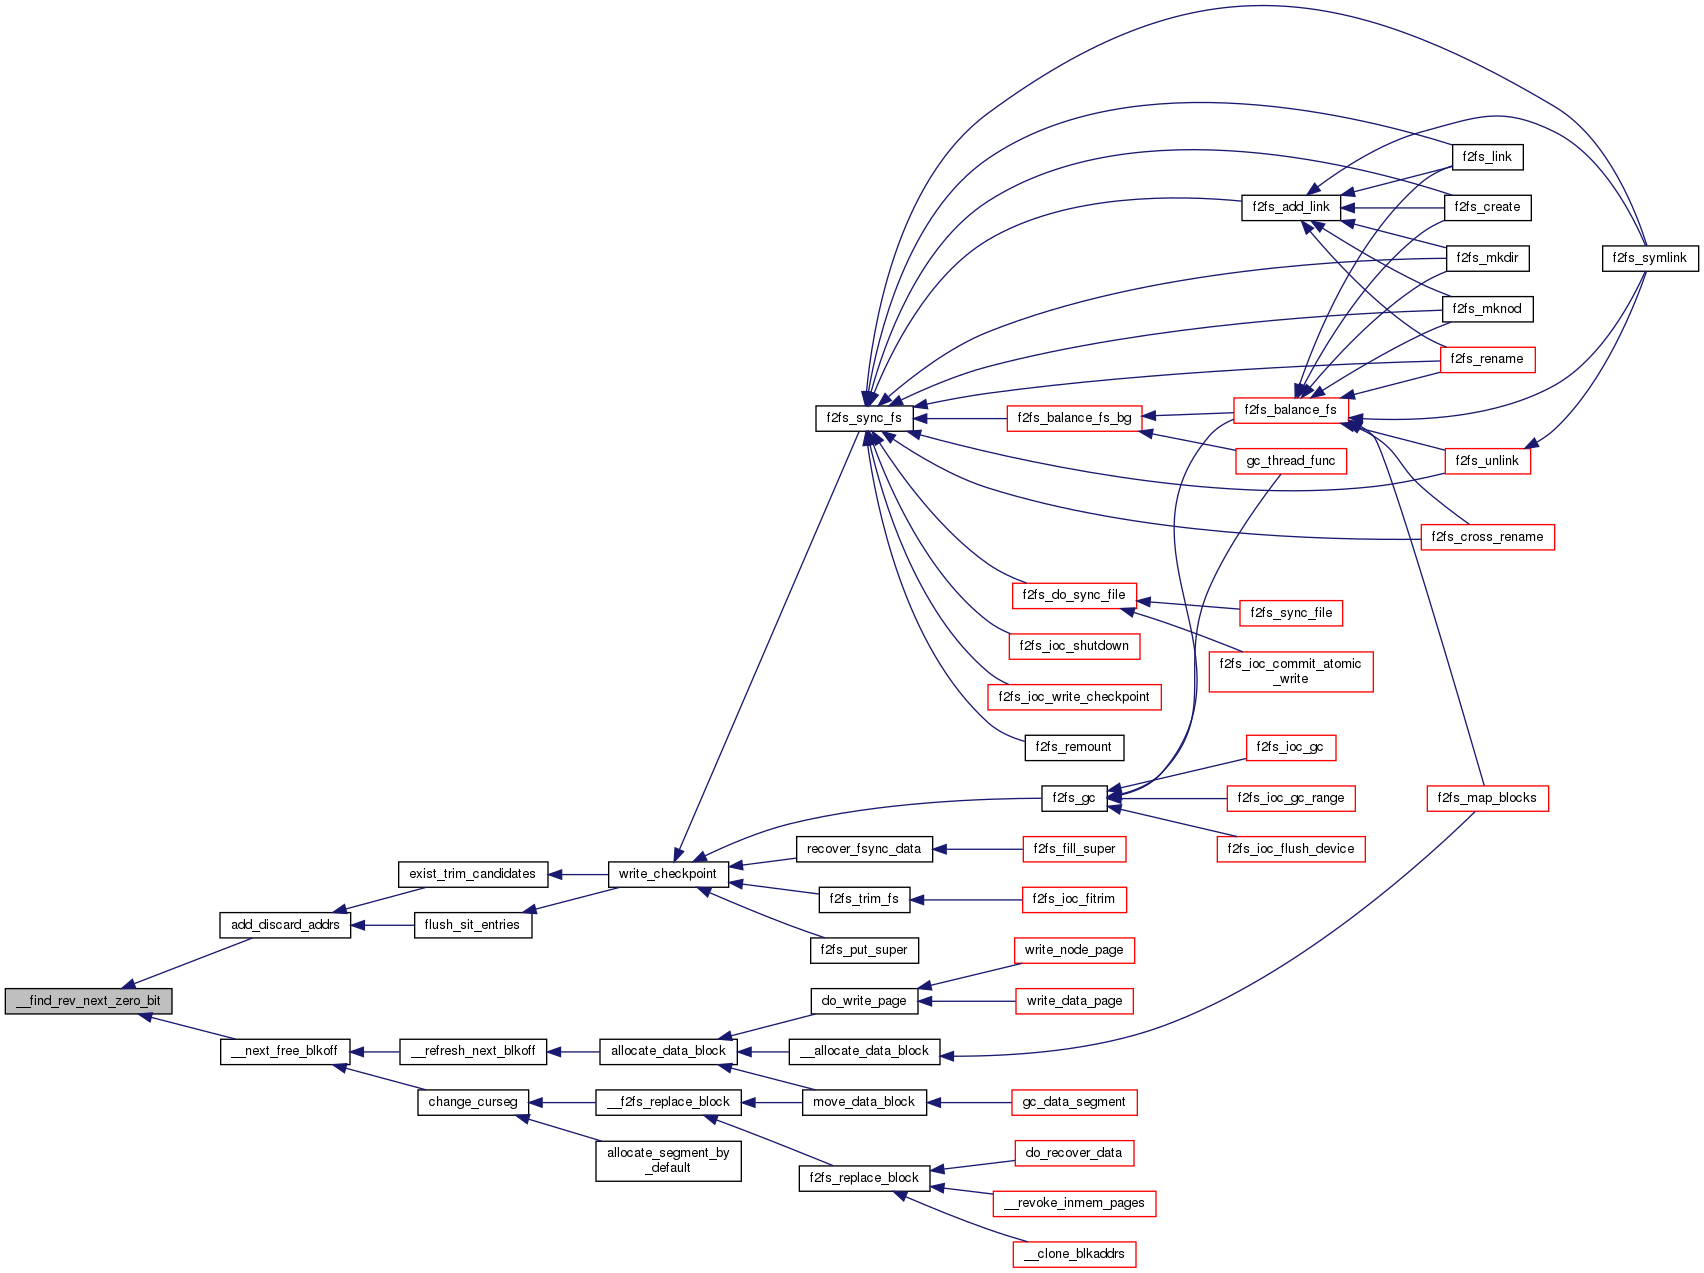 f2fs_link
f2fs_add_link
f2fs_create
f2fs_mkdir
f2fs_symlink
f2fs_mknod
f2fs_rename
f2fs_sync_fs
f2fs_balance_fs_bg
f2fs_balance_fs
gc_thread_func
f2fs_unlink
f2fs_cross_rename
f2fs_do_sync_file
f2fs_sync_file
f2fs_ioc_shutdown
f2fs_ioc_commit_atomic
_write
f2fs_ioc_write_checkpoint
f2fs_remount
f2fs_ioc_gc
f2fs_gc
f2fs_ioc_gc_range
f2fs_map_blocks
recover_fsync_data
f2fs_fill_super
f2fs_ioc_flush_device
exist_trim_candidates
write_checkpoint
f2fs_trim_fs
f2fs_ioc_fitrim
add_discard_addrs
flush_sit_entries
f2fs_put_super
write_node_page
__find_rev_next_zero_bit
do_write_page
write_data_page
__next_free_blkoff
__refresh_next_blkoff
allocate_data_block
__allocate_data_block
change_curseg
__f2fs_replace_block
move_data_block
gc_data_segment
allocate_segment_by
_default
do_recover_data
f2fs_replace_block
__revoke_inmem_pages
__clone_blkaddrs